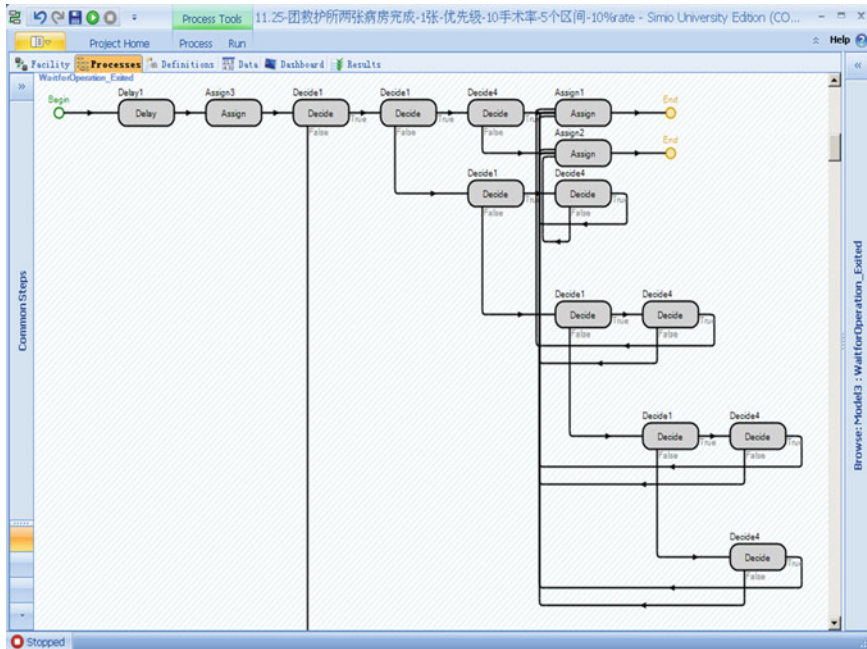 Process Tools 11.25-团救护所两张病房完成-1张-优先级-10手术率-5个区间-10%rate - Simio University Edition (CO...
Project Home Process Run Help
Facility Processes Definitions Data Dashboard Results
WaitforOperation_Exited
Begin Delay1 Assign3 Decide1 Decide1 Decide4 Assign1 End
Delay Assign Decide Decide Decide Assign
True True True
False False False
Assign2 End
Assign
Decide1 Decide4
Decide Decide
True True
False False
Decide1 Decide4
Decide Decide
True True
False False
Decide1 Decide4
Decide Decide
True True
False False
Decide4
Decide
True
False
Common Steps
Browse: Model3 : WaitforOperation_Exited
Stopped